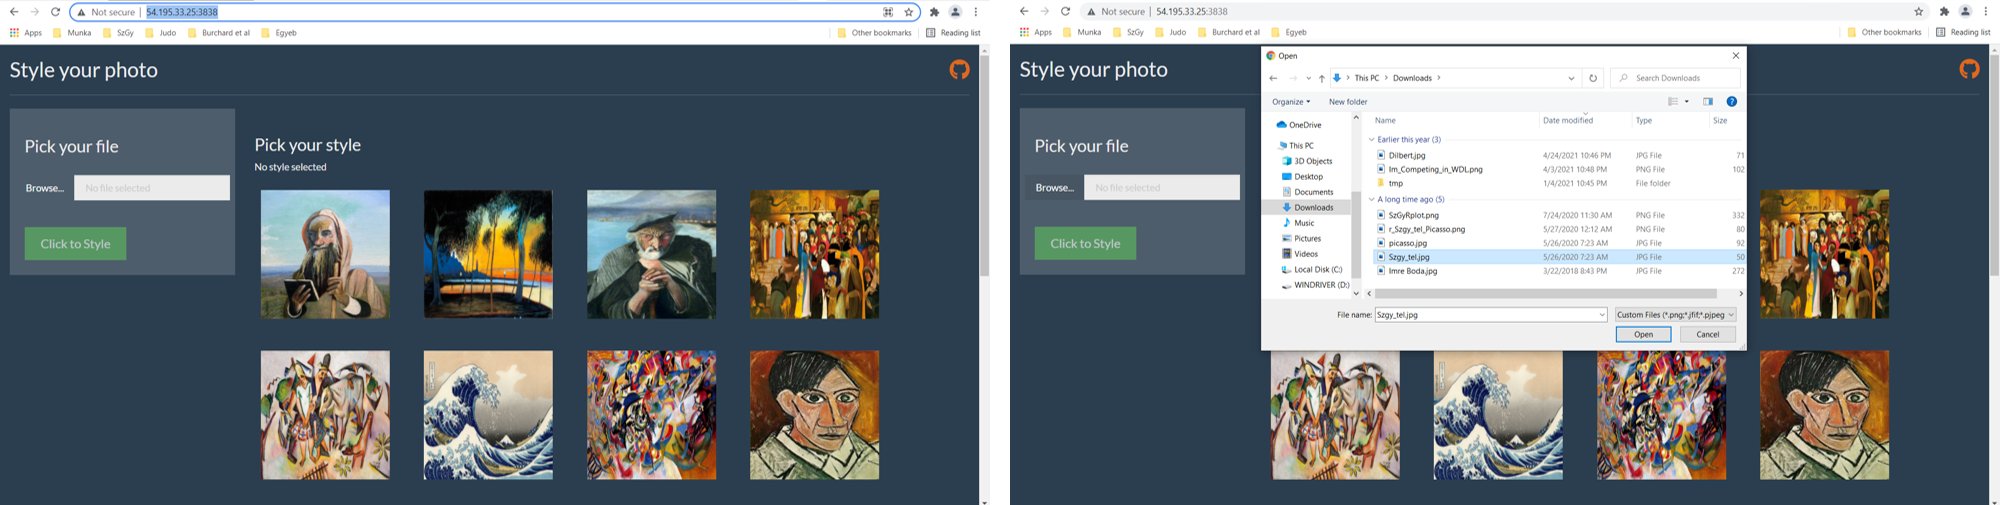 Not secure | 54.195.33.25:3838
Apps Munka SzGy Judo Burchard et al Egyeb Other bookmarks Reading list
Style your photo
Pick your file
Browse... No file selected
Click to Style
Pick your style
No style selected
Not secure | 54.195.33.25:3838
Apps Munka SzGy Judo Burchard et al Egyeb Other bookmarks Reading list
Style your photo
Pick your file
Browse... No file selected
Click to Style
Open
This PC Downloads Search Downloads
Organize New folder
OneDrive
This PC
3D Objects
Desktop
Documents
Downloads
Music
Pictures
Videos
Local Disk (C:)
WINDRIVER (D:)
Name Date modified Type Size
Earlier this year (3)
Dilbert.jpg 4/24/2021 10:46 PM JPG File 71
Im_Competing_in_WDL.png 4/3/2021 10:48 PM PNG File 102
tmp 1/4/2021 10:45 PM File folder
A long time ago (5)
SzGyRplot.png 7/24/2020 11:30 AM PNG File 332
r_Szgy_tel_Picasso.png 5/27/2020 12:12 AM PNG File 80
picasso.jpg 5/26/2020 7:23 AM JPG File 92
Szgy_tel.jpg 5/26/2020 7:23 AM JPG File 50
Imre Boda.jpg 3/22/2018 8:43 PM JPG File 272
File name: Szgy_tel.jpg Custom Files (*.png;*.jfif;*.pjpeg
Open Cancel